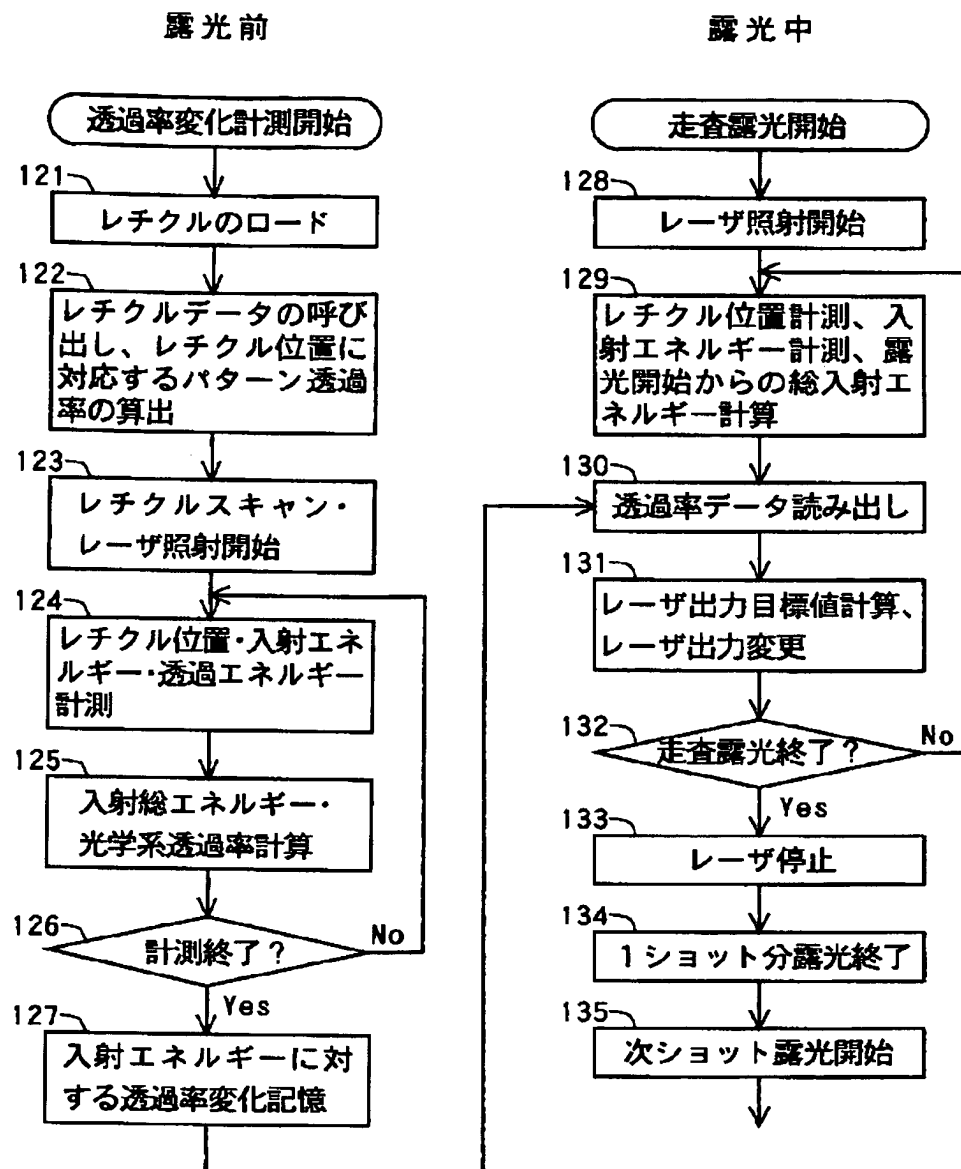 露光前
透過率変化計測開始
121
レチクルのロード
122
レチクルデータの呼び
出し、レチクル位置に
対応するパターン透過
率の算出
123
レチクルスキャン・
レーザ照射開始
124
レチクル位置・入射エネ
ルギー・透過エネルギー
計測
125
入射総エネルギー・
光学系透過率計算
126
計測終了?
No
Yes
127
入射エネルギーに対
する透過率変化記憶
露光中
走査露光開始
128
レーザ照射開始
129
レチクル位置計測、入
射エネルギー計測、露
光開始からの総入射エ
ネルギー計算
130
透過率データ読み出し
131
レーザ出力目標値計算、
レーザ出力変更
132
走査露光終了?
No
Yes
133
レーザ停止
134
1ショット分露光終了
135
次ショット露光開始